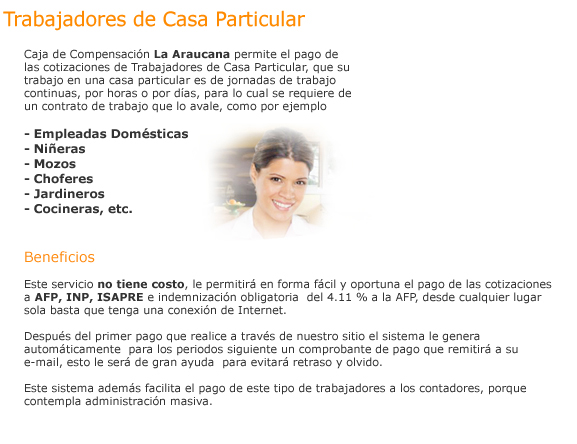 Trabajadores de Casa Particular
Caja de Compensación La Araucana permite el pago de
las cotizaciones de Trabajadores de Casa Particular, que su
trabajo en una casa particular es de jornadas de trabajo
continuas, por horas o por días, para lo cual se requiere de
un contrato de trabajo que lo avale, como por ejemplo
- Empleadas Domésticas
- Niñeras
- Mozos
- Choferes
- Jardineros
- Cocineras, etc.
Beneficios
Este servicio no tiene costo, le permitirá en forma fácil y oportuna el pago de las cotizaciones
a AFP, INP, ISAPRE e indemnización obligatoria  del 4.11 % a la AFP, desde cualquier lugar
sola basta que tenga una conexión de Internet.
Después del primer pago que realice a través de nuestro sitio el sistema le genera
automáticamente  para los periodos siguiente un comprobante de pago que remitirá a su
e-mail, esto le será de gran ayuda  para evitará retraso y olvido.
Este sistema además facilita el pago de este tipo de trabajadores a los contadores, porque
contempla administración masiva.